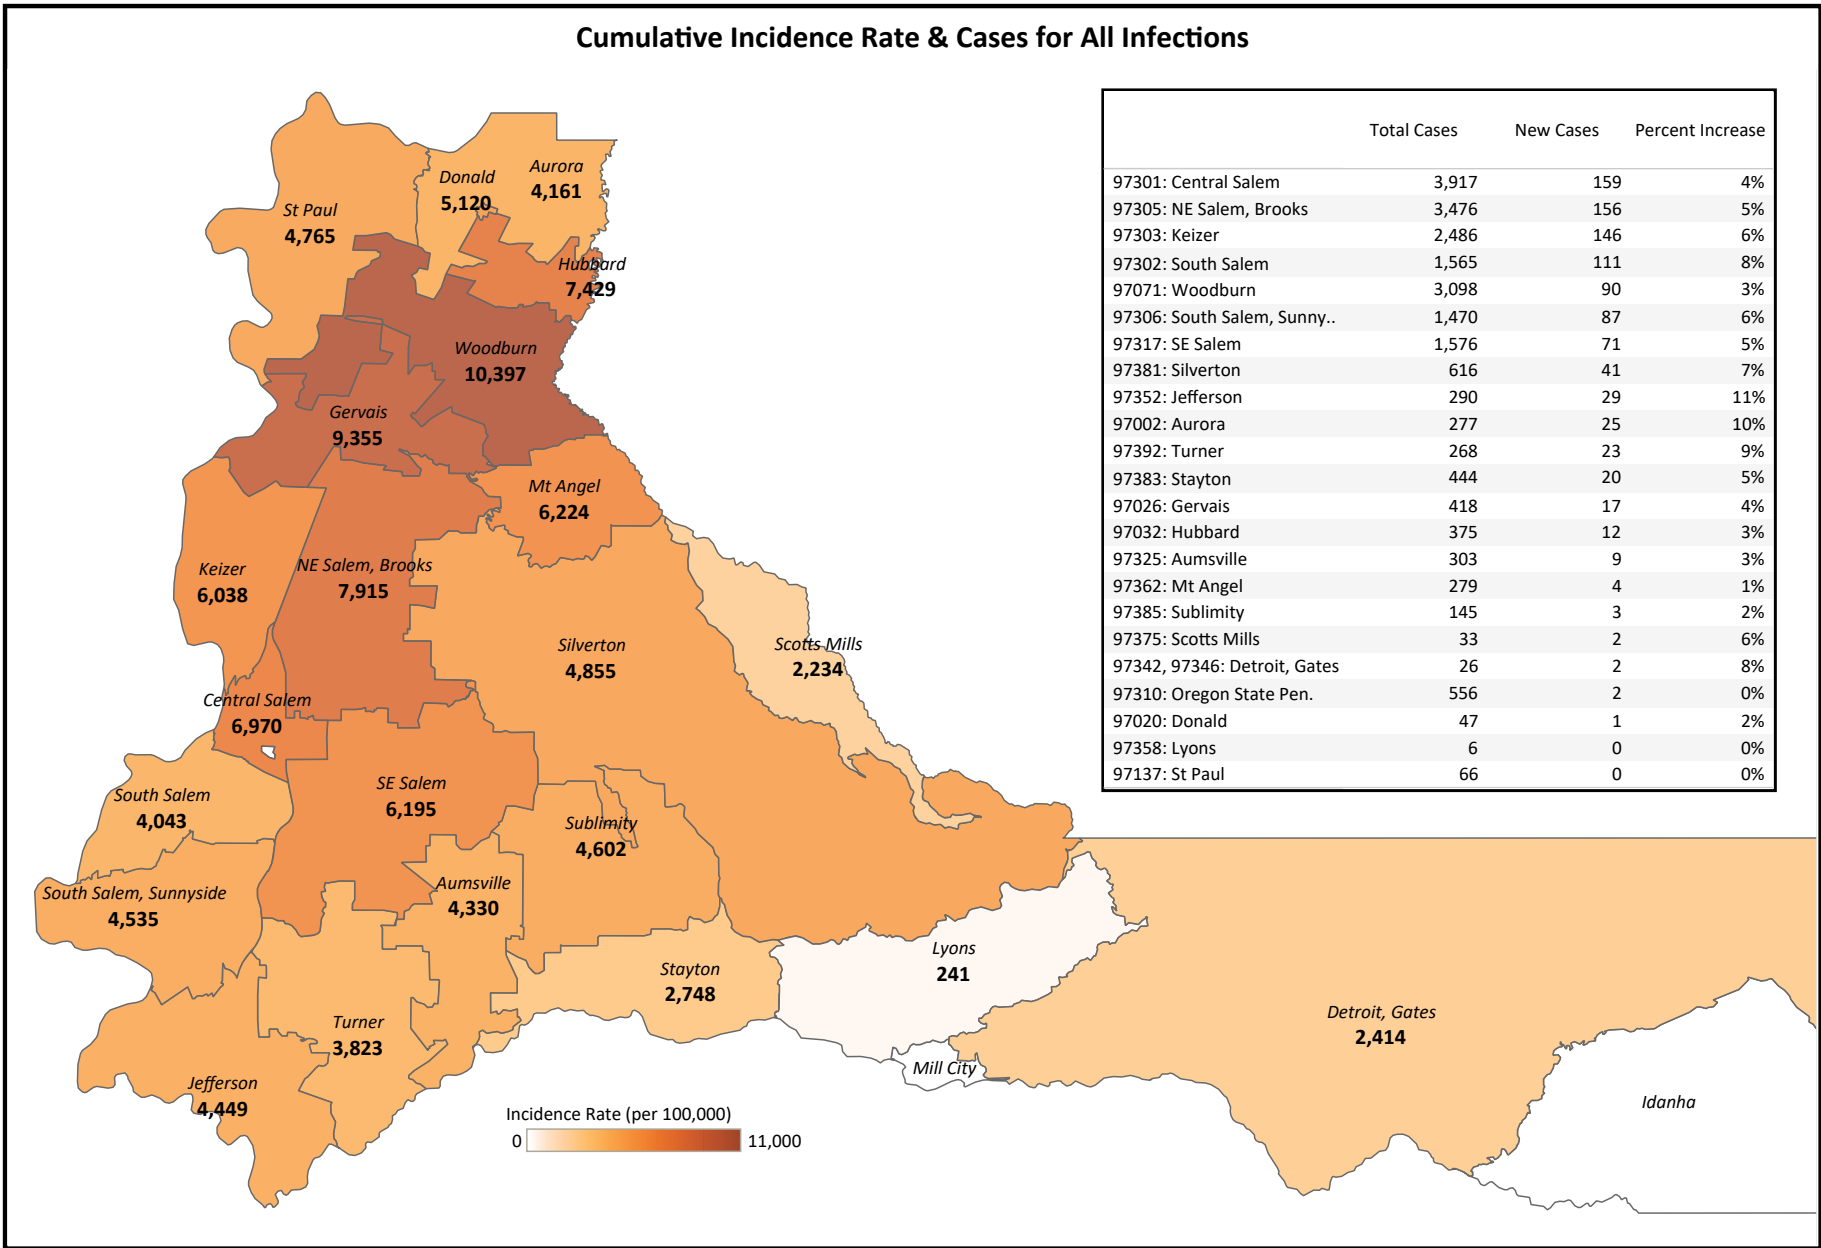 Cumulative Incidence Rate & Cases for All Infections
Total Cases New Cases Percent Increase
97301: Central Salem 3,917 159 4%
97305: NE Salem, Brooks 3,476 156 5%
97303: Keizer 2,486 146 6%
97302: South Salem 1,565 111 8%
97071: Woodburn 3,098 90 3%
97306: South Salem, Sunny.. 1,470 87 6%
97317: SE Salem 1,576 71 5%
97381: Silverton 616 41 7%
97352: Jefferson 290 29 11%
97002: Aurora 277 25 10%
97392: Turner 268 23 9%
97383: Stayton 444 20 5%
97026: Gervais 418 17 4%
97032: Hubbard 375 12 3%
97325: Aumsville 303 9 3%
97362: Mt Angel 279 4 1%
97385: Sublimity 145 3 2%
97375: Scotts Mills 33 2 6%
97342, 97346: Detroit, Gates 26 2 8%
97310: Oregon State Pen. 556 2 0%
97020: Donald 47 1 2%
97358: Lyons 6 0 0%
97137: St Paul 66 0 0%
Aurora
4,161
Donald
5,120
St Paul
4,765
Hubbard
7,429
Woodburn
10,397
Gervais
9,355
Mt Angel
6,224
Keizer
6,038
NE Salem, Brooks
7,915
Silverton
4,855
Scotts Mills
2,234
Central Salem
6,970
SE Salem
6,195
South Salem
4,043
Sublimity
4,602
South Salem, Sunnyside
4,535
Aumsville
4,330
Lyons
241
Stayton
2,748
Detroit, Gates
2,414
Turner
3,823
Mill City
Jefferson
4,449
Idanha
Incidence Rate (per 100,000)
0 11,000